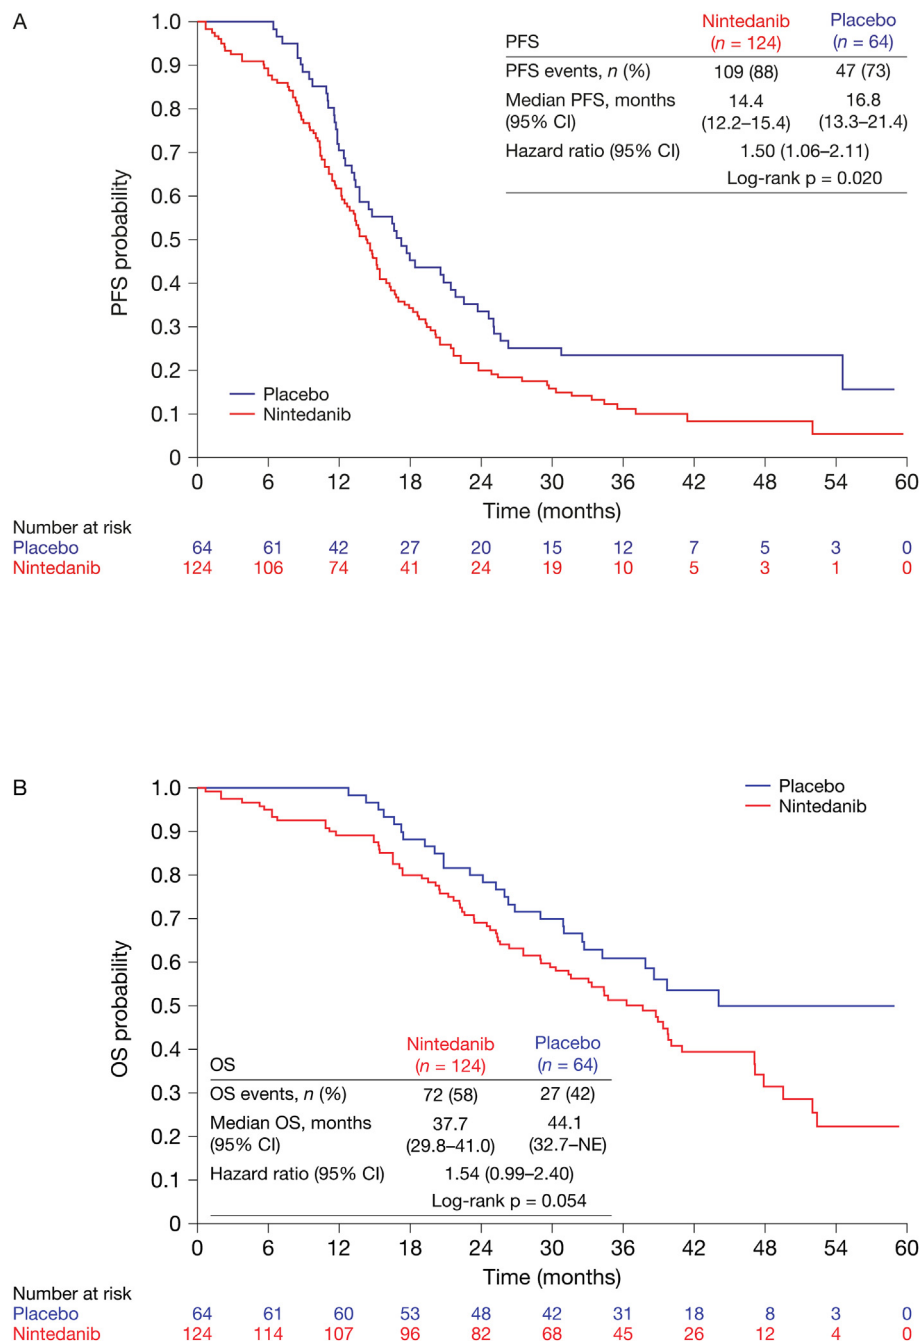 A
1.0
0.9
0.8
0.7
0.6
0.5
0.4
0.3
0.2
0.1
0
PFS probability
PFS Nintedanib (n = 124) Placebo (n = 64)
PFS events, n (%) 109 (88) 47 (73)
Median PFS, months (95% CI) 14.4 (12.2–15.4) 16.8 (13.3–21.4)
Hazard ratio (95% CI) 1.50 (1.06–2.11)
Log-rank p = 0.020
Placebo
Nintedanib
0 6 12 18 24 30 36 42 48 54 60
Time (months)
Number at risk
Placebo 64 61 42 27 20 15 12 7 5 3 0
Nintedanib 124 106 74 41 24 19 10 5 3 1 0
B
1.0
0.9
0.8
0.7
0.6
0.5
0.4
0.3
0.2
0.1
0
OS probability
Placebo
Nintedanib
OS Nintedanib (n = 124) Placebo (n = 64)
OS events, n (%) 72 (58) 27 (42)
Median OS, months (95% CI) 37.7 (29.8–41.0) 44.1 (32.7–NE)
Hazard ratio (95% CI) 1.54 (0.99–2.40)
Log-rank p = 0.054
0 6 12 18 24 30 36 42 48 54 60
Time (months)
Number at risk
Placebo 64 61 60 53 48 42 31 18 8 3 0
Nintedanib 124 114 107 96 82 68 45 26 12 4 0